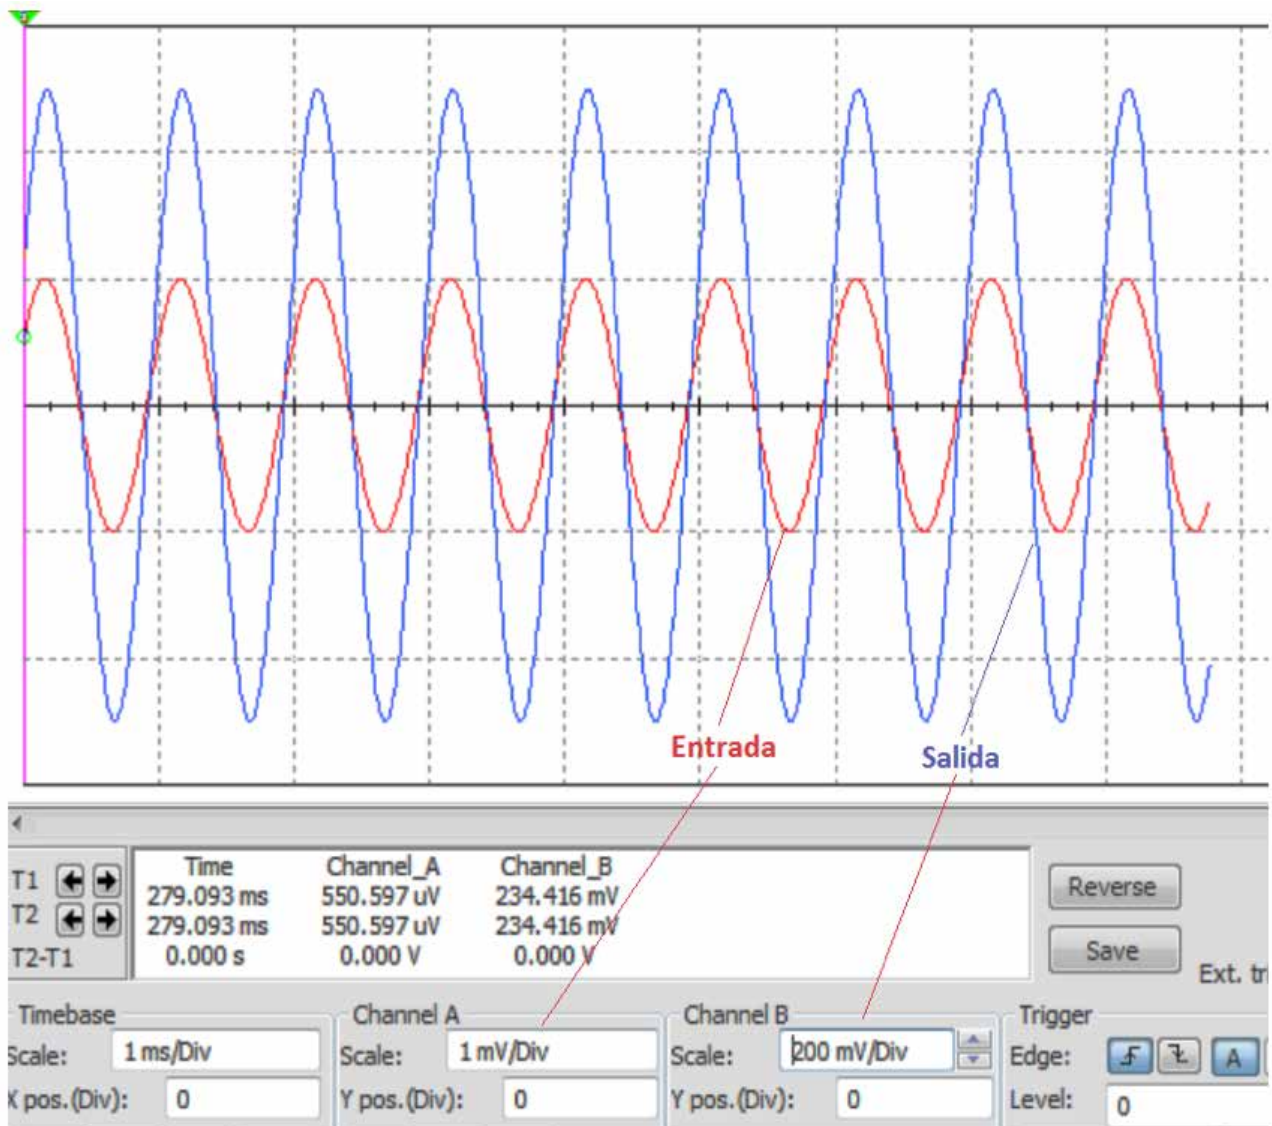 Entrada
Salida
Time Channel_A Channel_B
T1 279.093 ms 550.597 uV 234.416 mV
T2 279.093 ms 550.597 uV 234.416 mV
T2-T1 0.000 s 0.000 V 0.000 V
Reverse
Save
Ext. tri
Timebase Channel A Channel B Trigger
Scale: 1 ms/Div Scale: 1 mV/Div Scale: 200 mV/Div Edge: A
X pos.(Div): 0 Y pos.(Div): 0 Y pos.(Div): 0 Level: 0